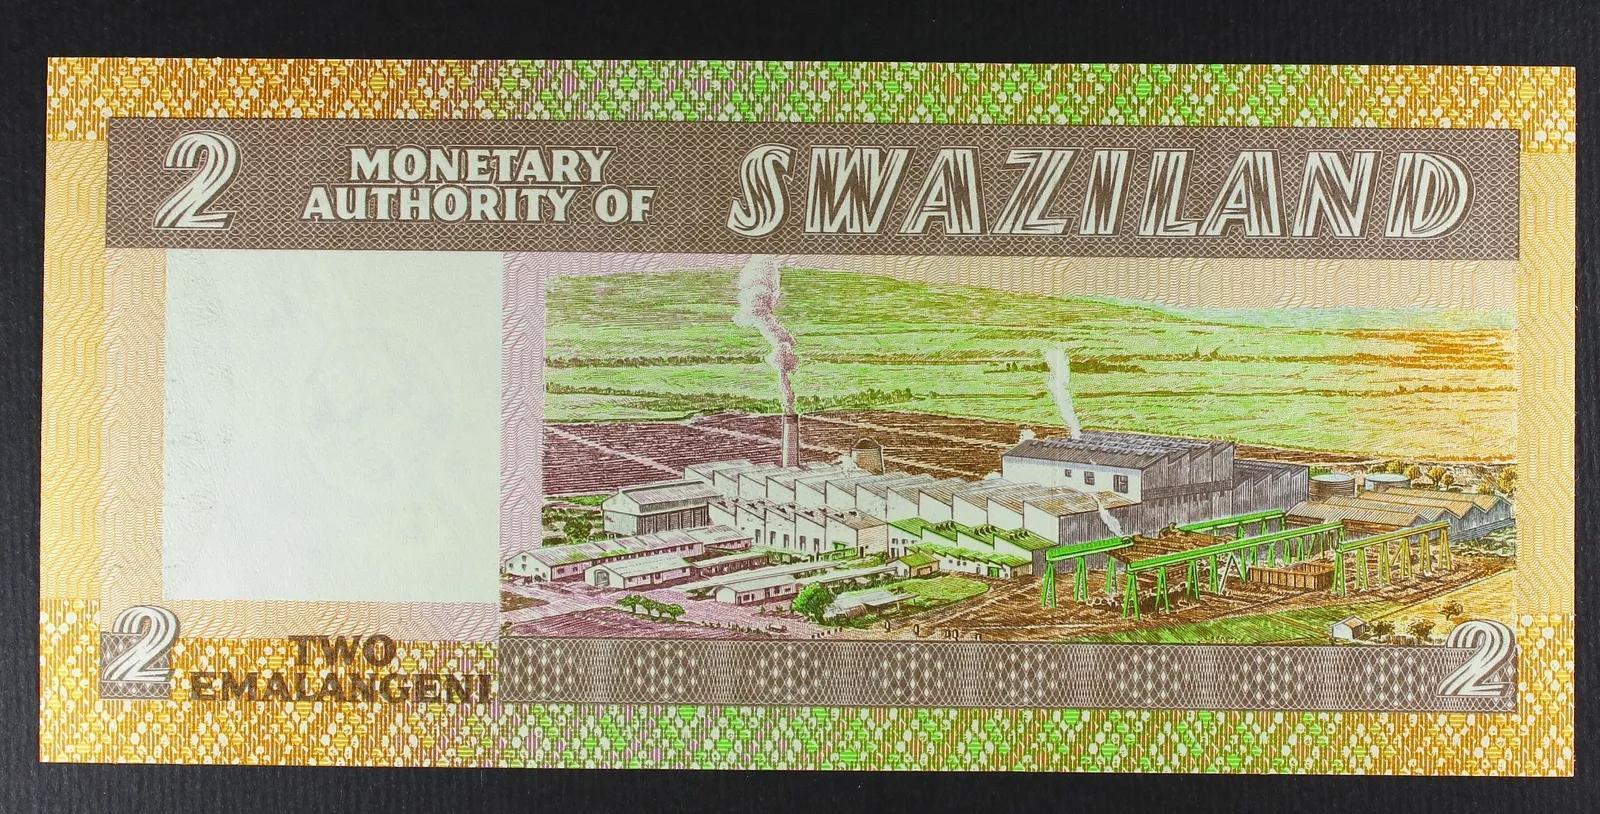 2
MONETARY
AUTHORITY OF
SWAZILAND
2
TWO
EMALANGENI
2